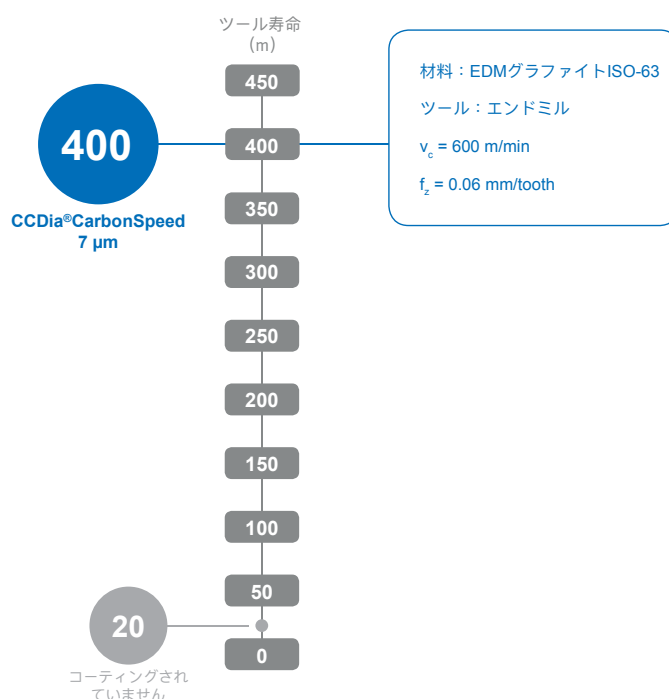 ツール寿命
(m)
450
400
400
材料：EDMグラファイトISO-63
ツール：エンドミル
vc = 600 m/min
fz = 0.06 mm/tooth
CCDia®CarbonSpeed
7 μm
350
300
250
200
150
100
50
20
0
コーティングされ
ていません